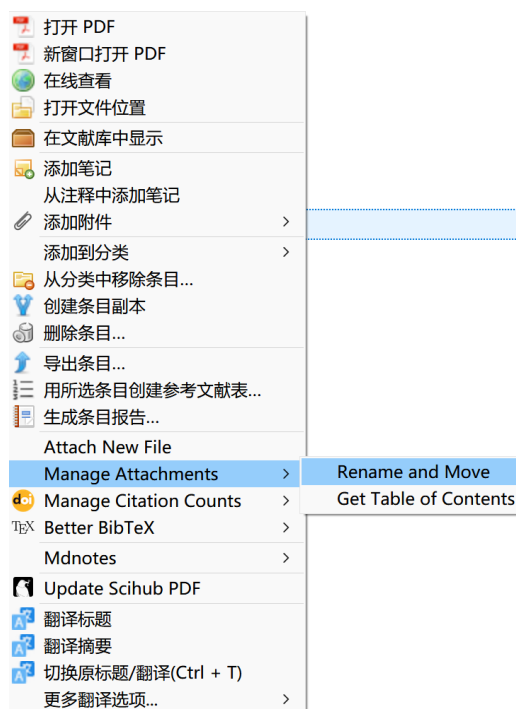 打开 PDF
新窗口打开 PDF
在线查看
打开文件位置
在文献库中显示
添加笔记
从注释中添加笔记
添加附件
添加到分类
从分类中移除条目...
创建条目副本
删除条目...
导出条目...
用所选条目创建参考文献表...
生成条目报告...
Attach New File
Manage Attachments
Rename and Move
doi Manage Citation Counts
Get Table of Contents
TEX Better BibTeX
Mdnotes
Update Scihub PDF
翻译标题
翻译摘要
切换原标题/翻译(Ctrl + T)
更多翻译选项...